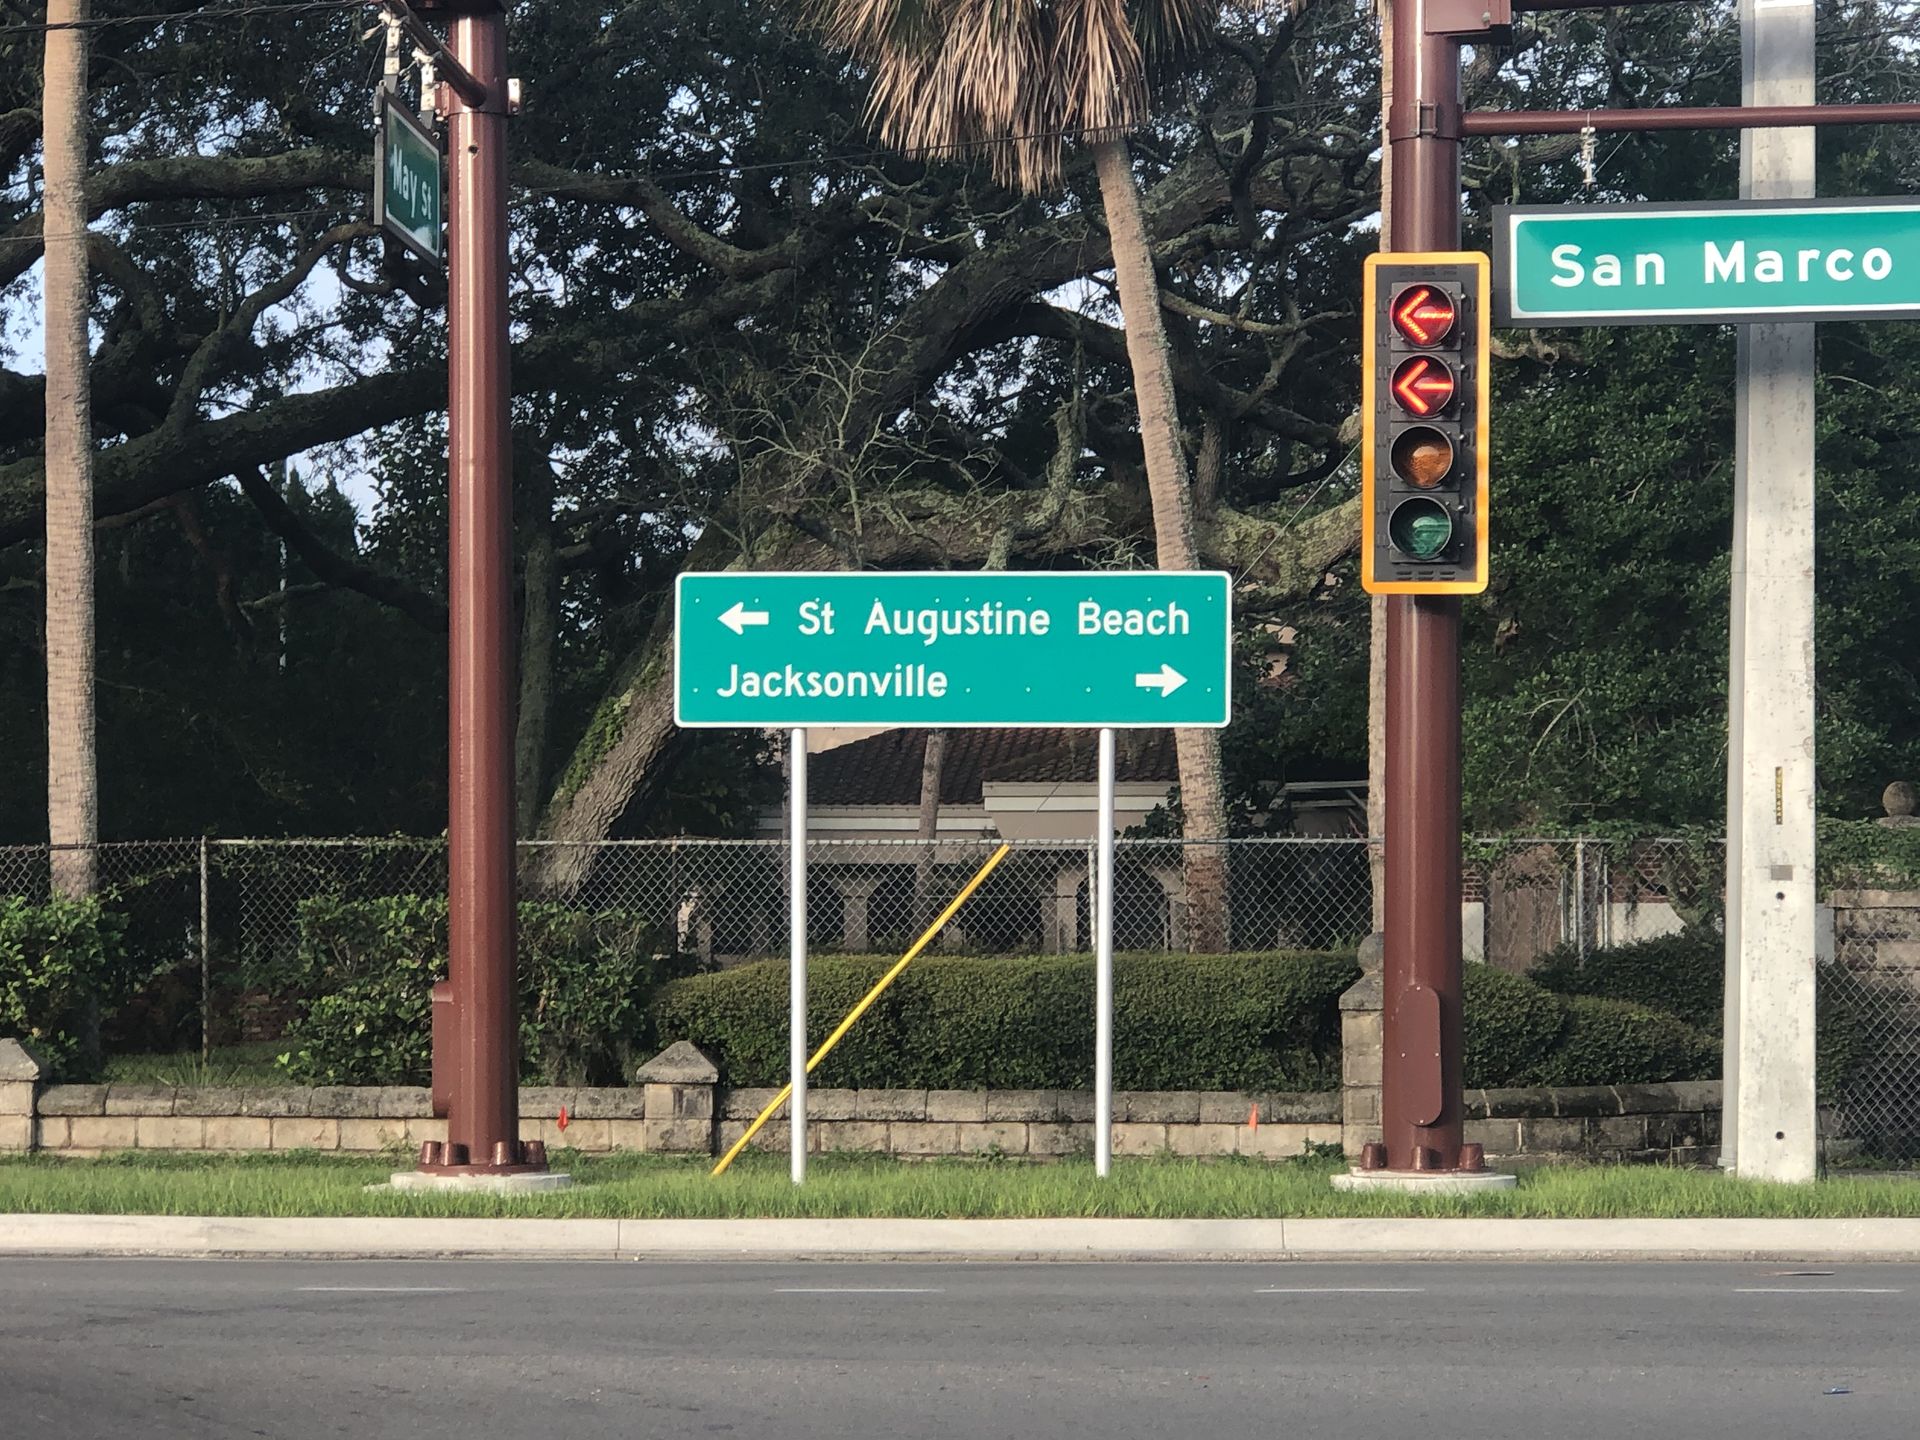 May st
San Marco
← St Augustine Beach
Jacksonville →